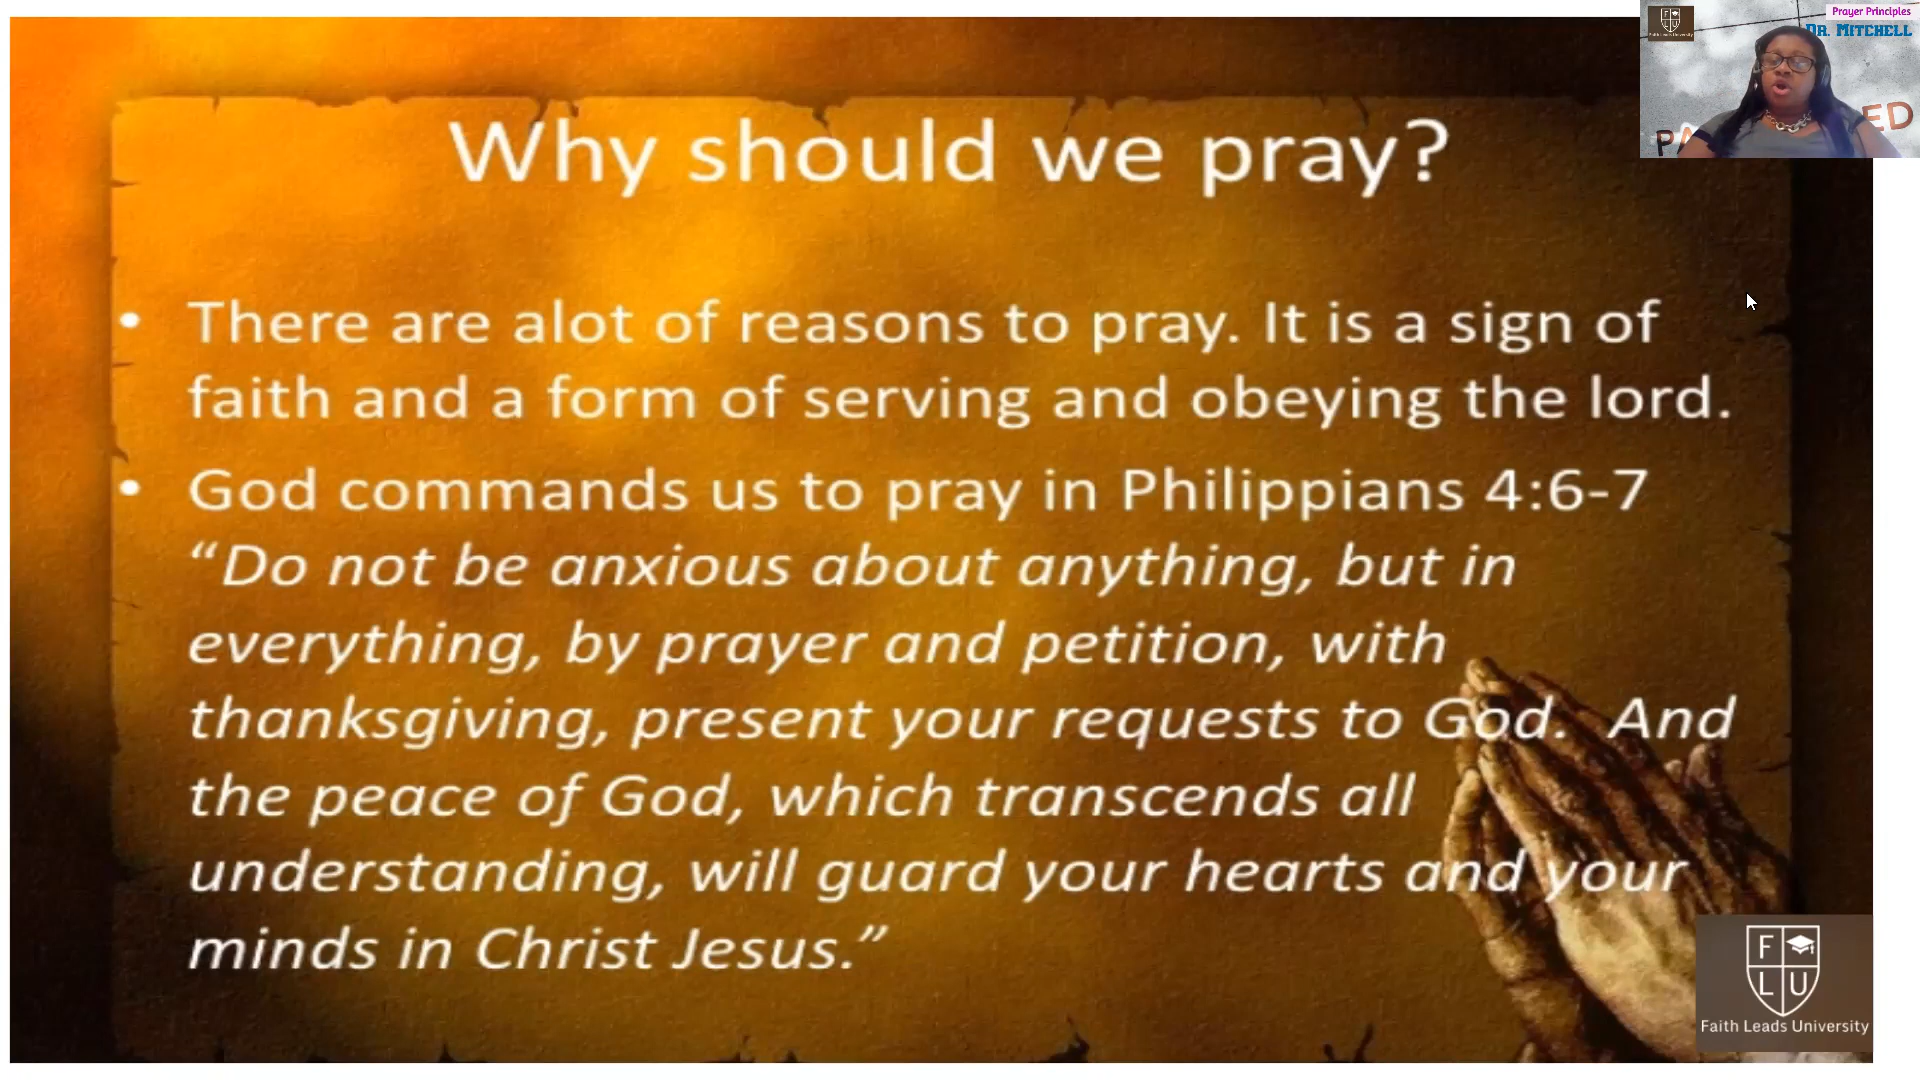 Why should we pray?
• There are alot of reasons to pray. It is a sign of
faith and a form of serving and obeying the lord.
• God commands us to pray in Philippians 4:6-7
“Do not be anxious about anything, but in
everything, by prayer and petition, with
thanksgiving, present your requests to God. And
the peace of God, which transcends all
understanding, will guard your hearts and your
minds in Christ Jesus.”
Prayer Principles
Dr. Mitchell
F
L U
Faith Leads University